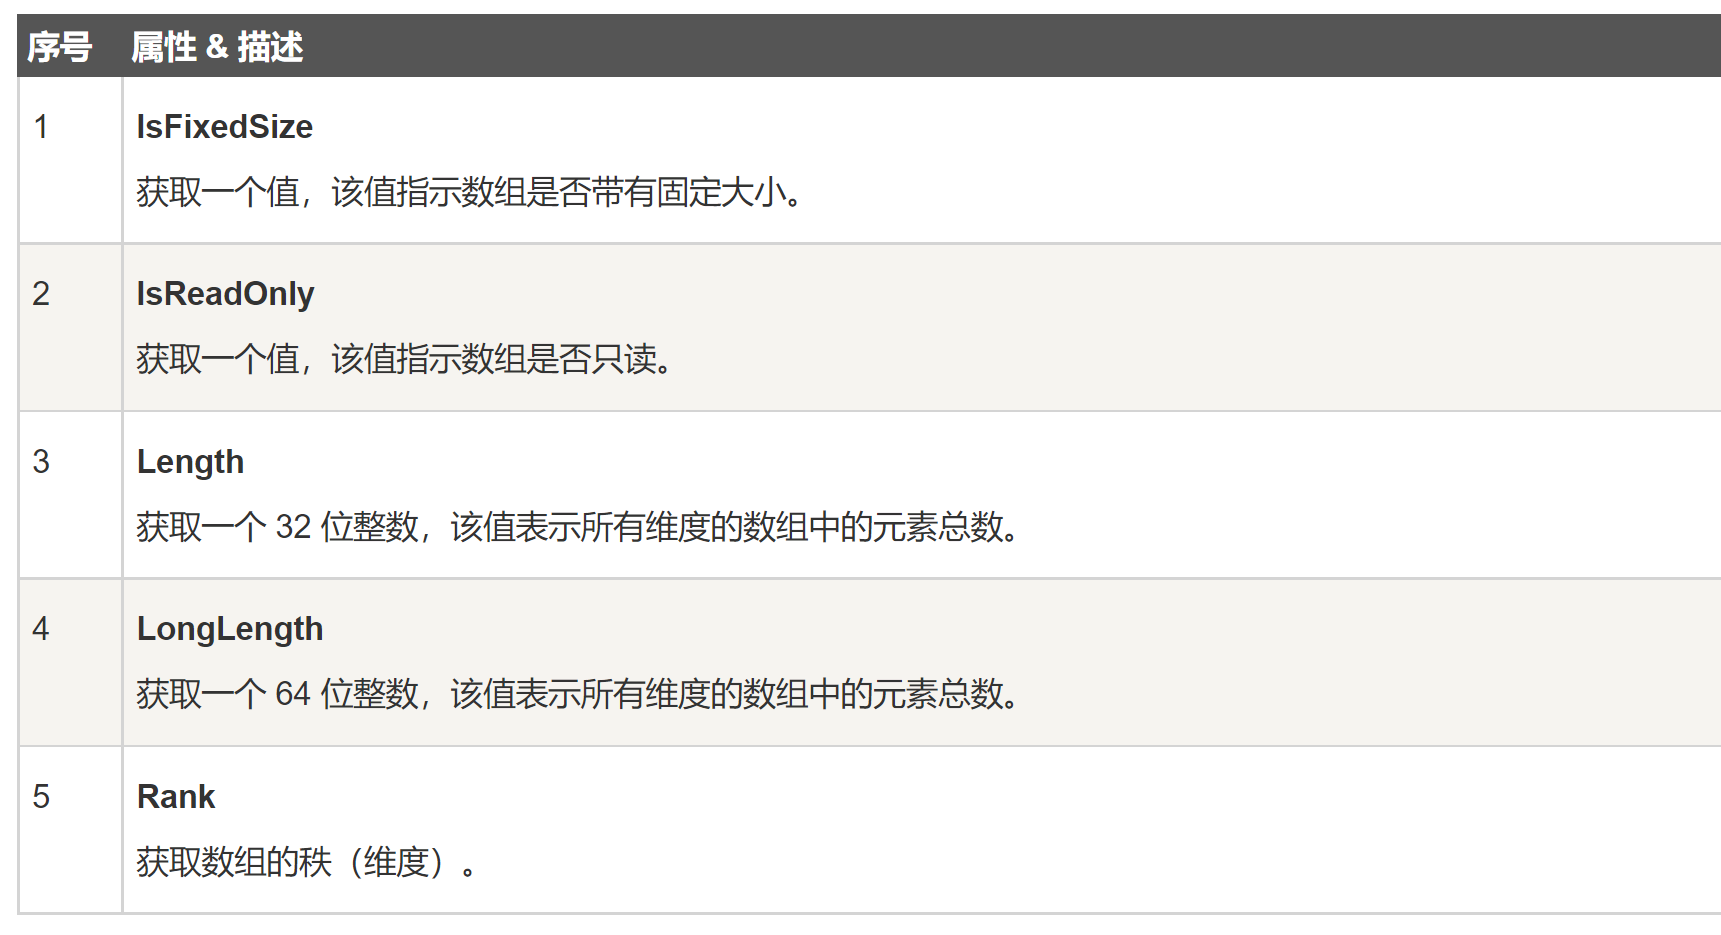 序号 属性 & 描述
1 IsFixedSize
获取一个值，该值指示数组是否带有固定大小。
2 IsReadOnly
获取一个值，该值指示数组是否只读。
3 Length
获取一个 32 位整数，该值表示所有维度的数组中的元素总数。
4 LongLength
获取一个 64 位整数，该值表示所有维度的数组中的元素总数。
5 Rank
获取数组的秩（维度）。